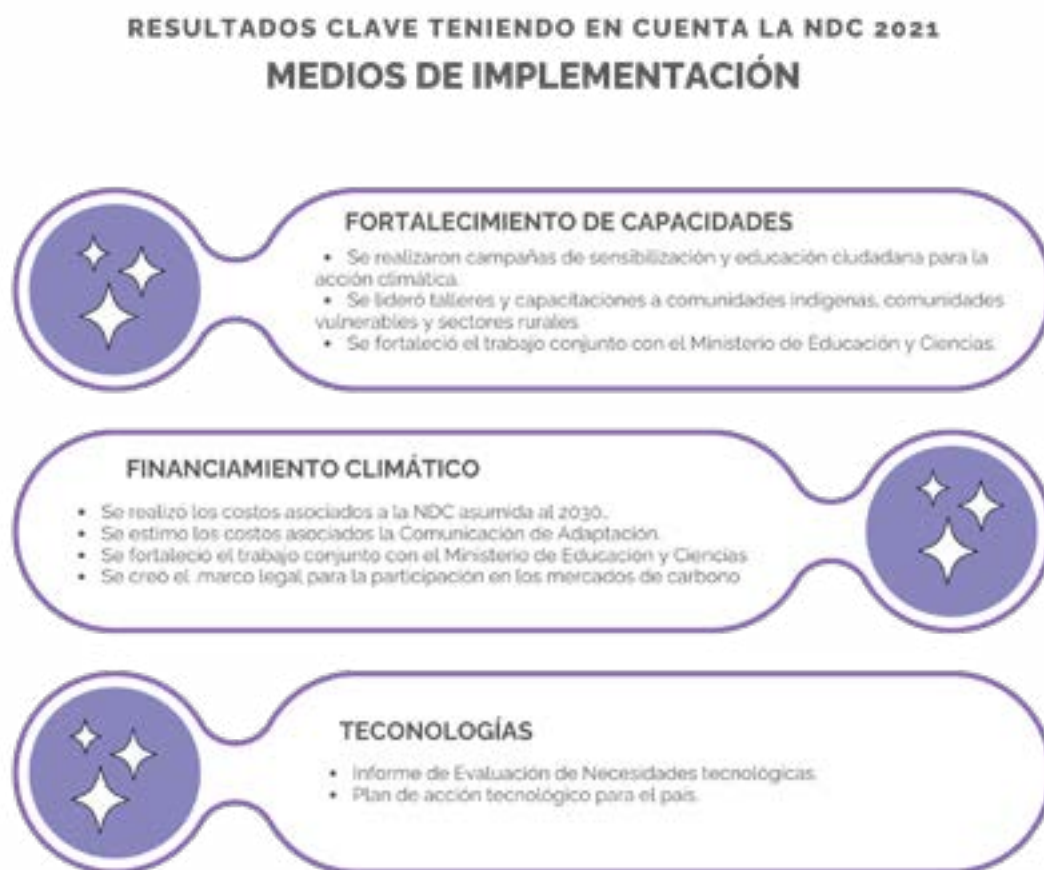 RESULTADOS CLAVE TENIENDO EN CUENTA LA NDC 2021
MEDIOS DE IMPLEMENTACIÓN
FORTALECIMIENTO DE CAPACIDADES
• Se realizaron campañas de sensibilización y educación ciudadana para la
acción climática.
• Se lideró talleres y capacitaciones a comunidades indígenas, comunidades
vulnerables y sectores rurales
• Se fortaleció el trabajo conjunto con el Ministerio de Educación y Ciencias.
FINANCIAMIENTO CLIMÁTICO
• Se realizó los costos asociados a la NDC asumida al 2030..
• Se estimo los costos asociados la Comunicación de Adaptación
• Se fortaleció el trabajo conjunto con el Ministerio de Educación y Ciencias
• Se creó el marco legal para la participación en los mercados de carbono
TECONOLOGÍAS
• Informe de Evaluación de Necesidades tecnológicas.
• Plan de acción tecnológico para el país.